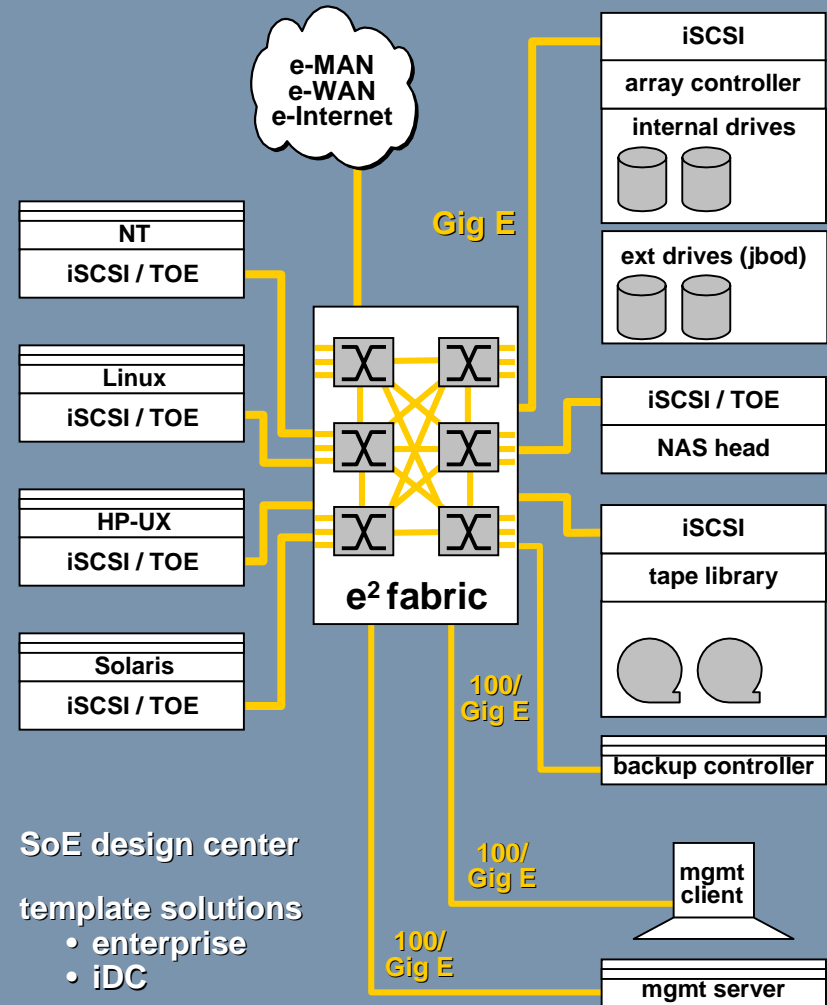 e-MAN
e-WAN
e-Internet
iSCSI
array controller
internal drives
ext drives (jbod)
Gig E
NT
iSCSI / TOE
Linux
iSCSI / TOE
HP-UX
iSCSI / TOE
Solaris
iSCSI / TOE
e² fabric
iSCSI / TOE
NAS head
iSCSI
tape library
backup controller
100/
Gig E
100/
Gig E
100/
Gig E
mgmt
client
mgmt server
SoE design center
template solutions
• enterprise
• iDC